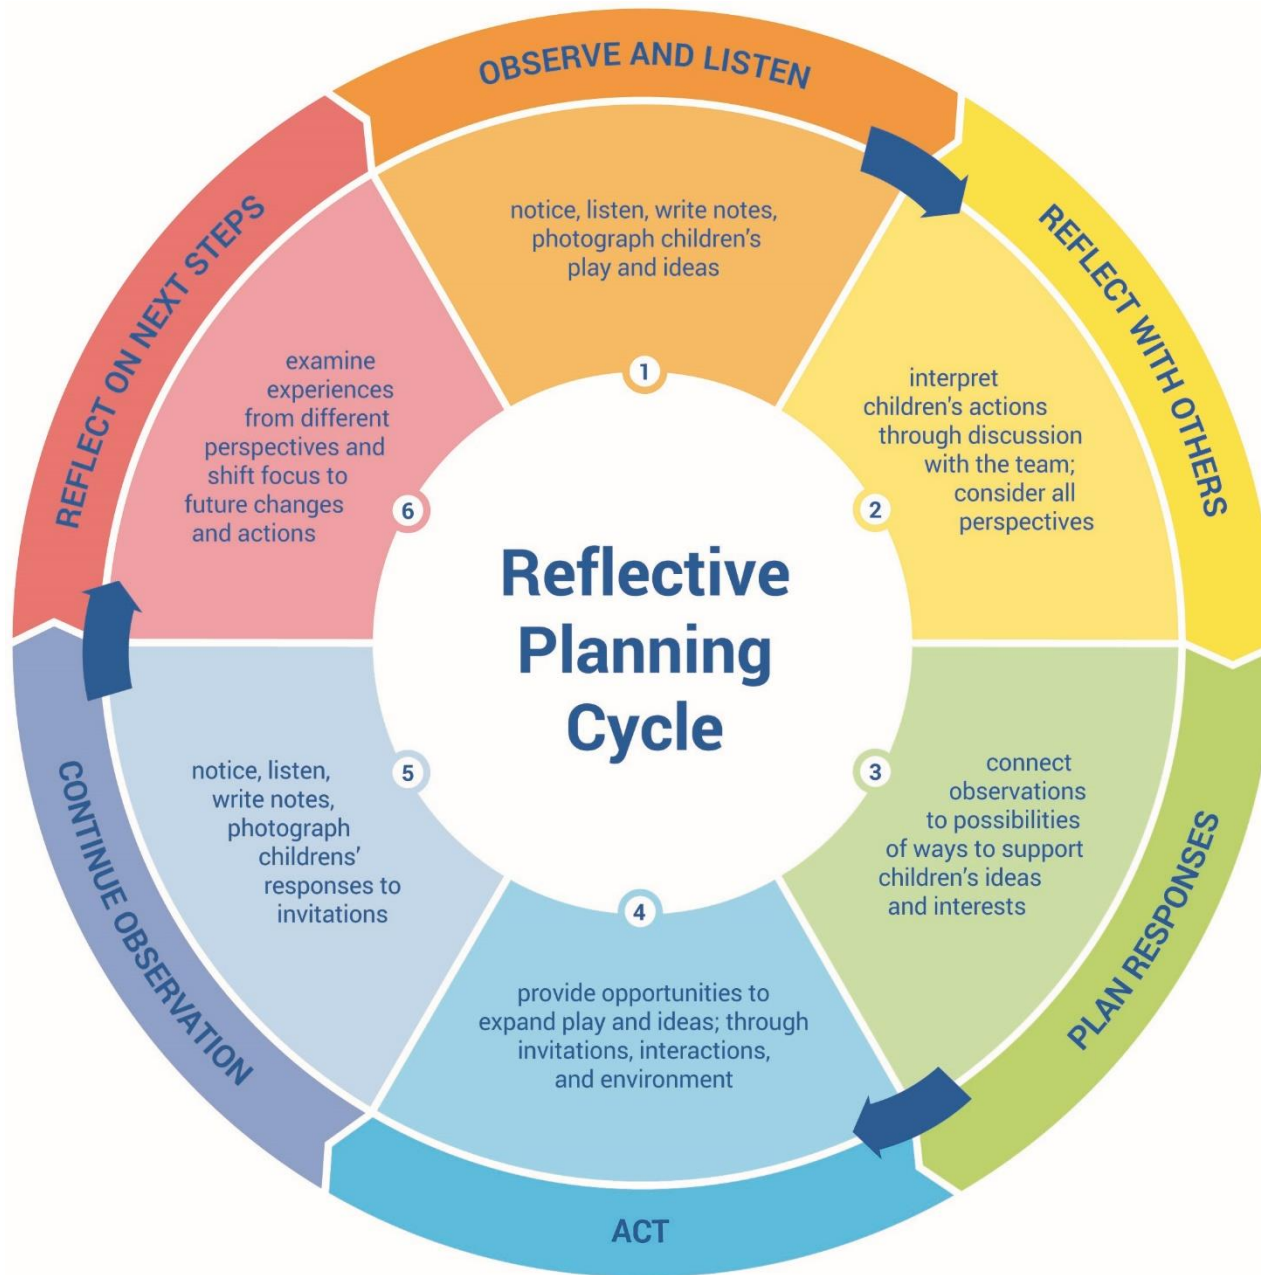 OBSERVE AND LISTEN
notice, listen, write notes,
photograph children’s
play and ideas
1
REFLECT WITH OTHERS
interpret
children's actions
through discussion
with the team;
consider all
perspectives
2
PLAN RESPONSES
connect
observations
to possibilities
of ways to support
children’s ideas
and interests
3
ACT
provide opportunities to
expand play and ideas; through
invitations, interactions,
and environment
4
CONTINUE OBSERVATION
notice, listen,
write notes,
photograph
childrens’
responses to
invitations
5
REFLECT ON NEXT STEPS
examine
experiences
from different
perspectives and
shift focus to
future changes
and actions
6
Reflective
Planning
Cycle